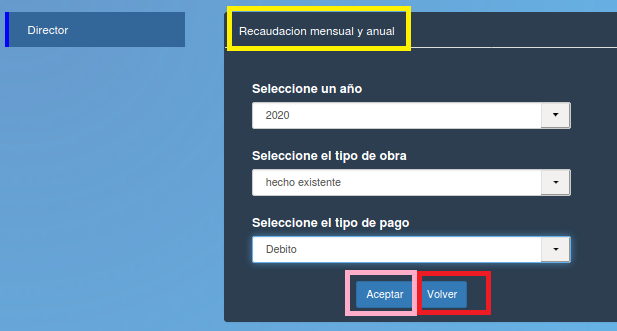 Director
Recaudacion mensual y anual
Seleccione un año
2020
Seleccione el tipo de obra
hecho existente
Seleccione el tipo de pago
Debito
Aceptar
Volver